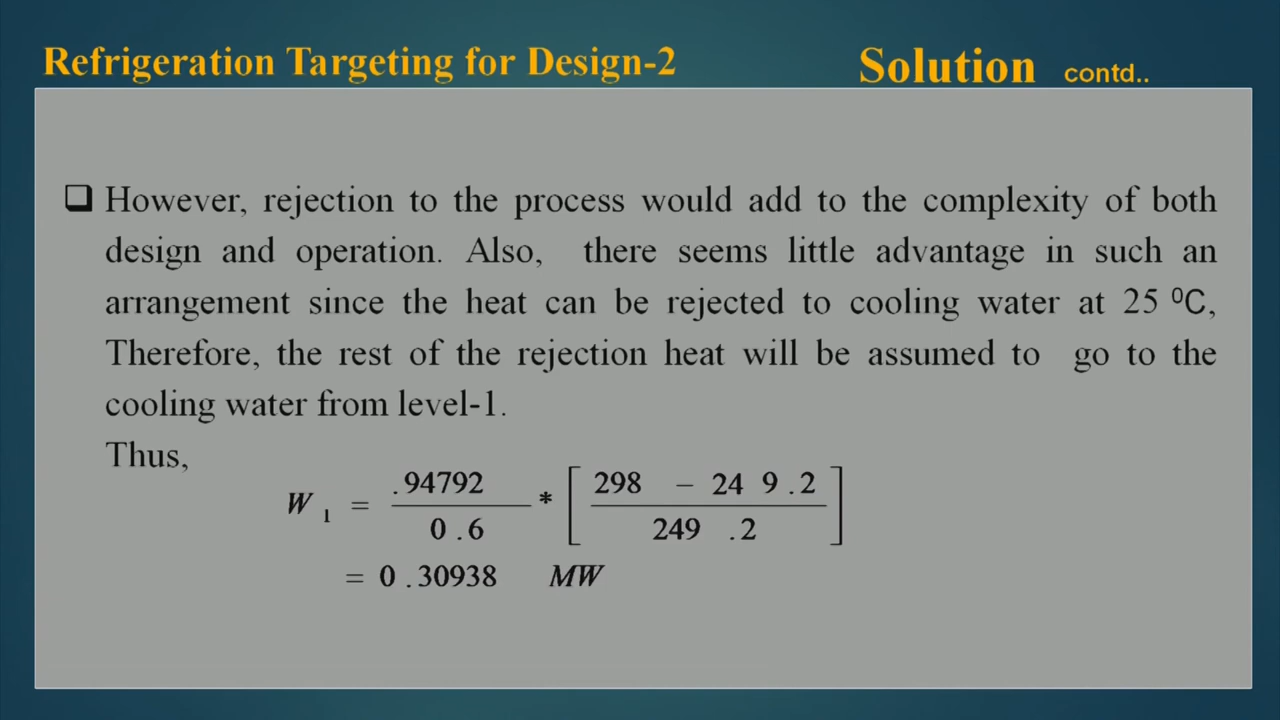 Refrigeration Targeting for Design-2 Solution contd..
❑ However, rejection to the process would add to the complexity of both
design and operation. Also, there seems little advantage in such an
arrangement since the heat can be rejected to cooling water at 25 ⁰C,
Therefore, the rest of the rejection heat will be assumed to go to the
cooling water from level-1.
Thus,
W₁ = .94792 / 0.6 * [ 298 – 24 9.2 / 249 .2 ]
= 0.30938 MW